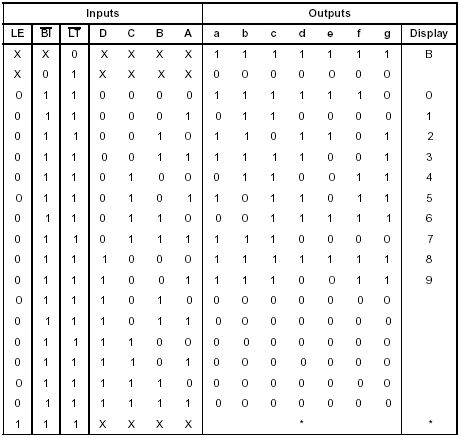 Inputs Outputs
LE BI LT D C B A a b c d e f g Display
X X 0 X X X X 1 1 1 1 1 1 1 B
X 0 1 X X X X 0 0 0 0 0 0 0
0 1 1 0 0 0 0 1 1 1 1 1 1 0 0
0 1 1 0 0 0 1 0 1 1 0 0 0 0 1
0 1 1 0 0 1 0 1 1 0 1 1 0 1 2
0 1 1 0 0 1 1 1 1 1 1 0 0 1 3
0 1 1 0 1 0 0 0 1 1 0 0 1 1 4
0 1 1 0 1 0 1 1 0 1 1 0 1 1 5
0 1 1 0 1 1 0 0 0 1 1 1 1 1 6
0 1 1 0 1 1 1 1 1 1 0 0 0 0 7
0 1 1 1 0 0 0 1 1 1 1 1 1 1 8
0 1 1 1 0 0 1 1 1 1 0 0 1 1 9
0 1 1 1 0 1 0 0 0 0 0 0 0 0
0 1 1 1 0 1 1 0 0 0 0 0 0 0
0 1 1 1 1 0 0 0 0 0 0 0 0 0
0 1 1 1 1 0 1 0 0 0 0 0 0 0
0 1 1 1 1 1 0 0 0 0 0 0 0 0
0 1 1 1 1 1 1 0 0 0 0 0 0 0
1 1 1 X X X X * *